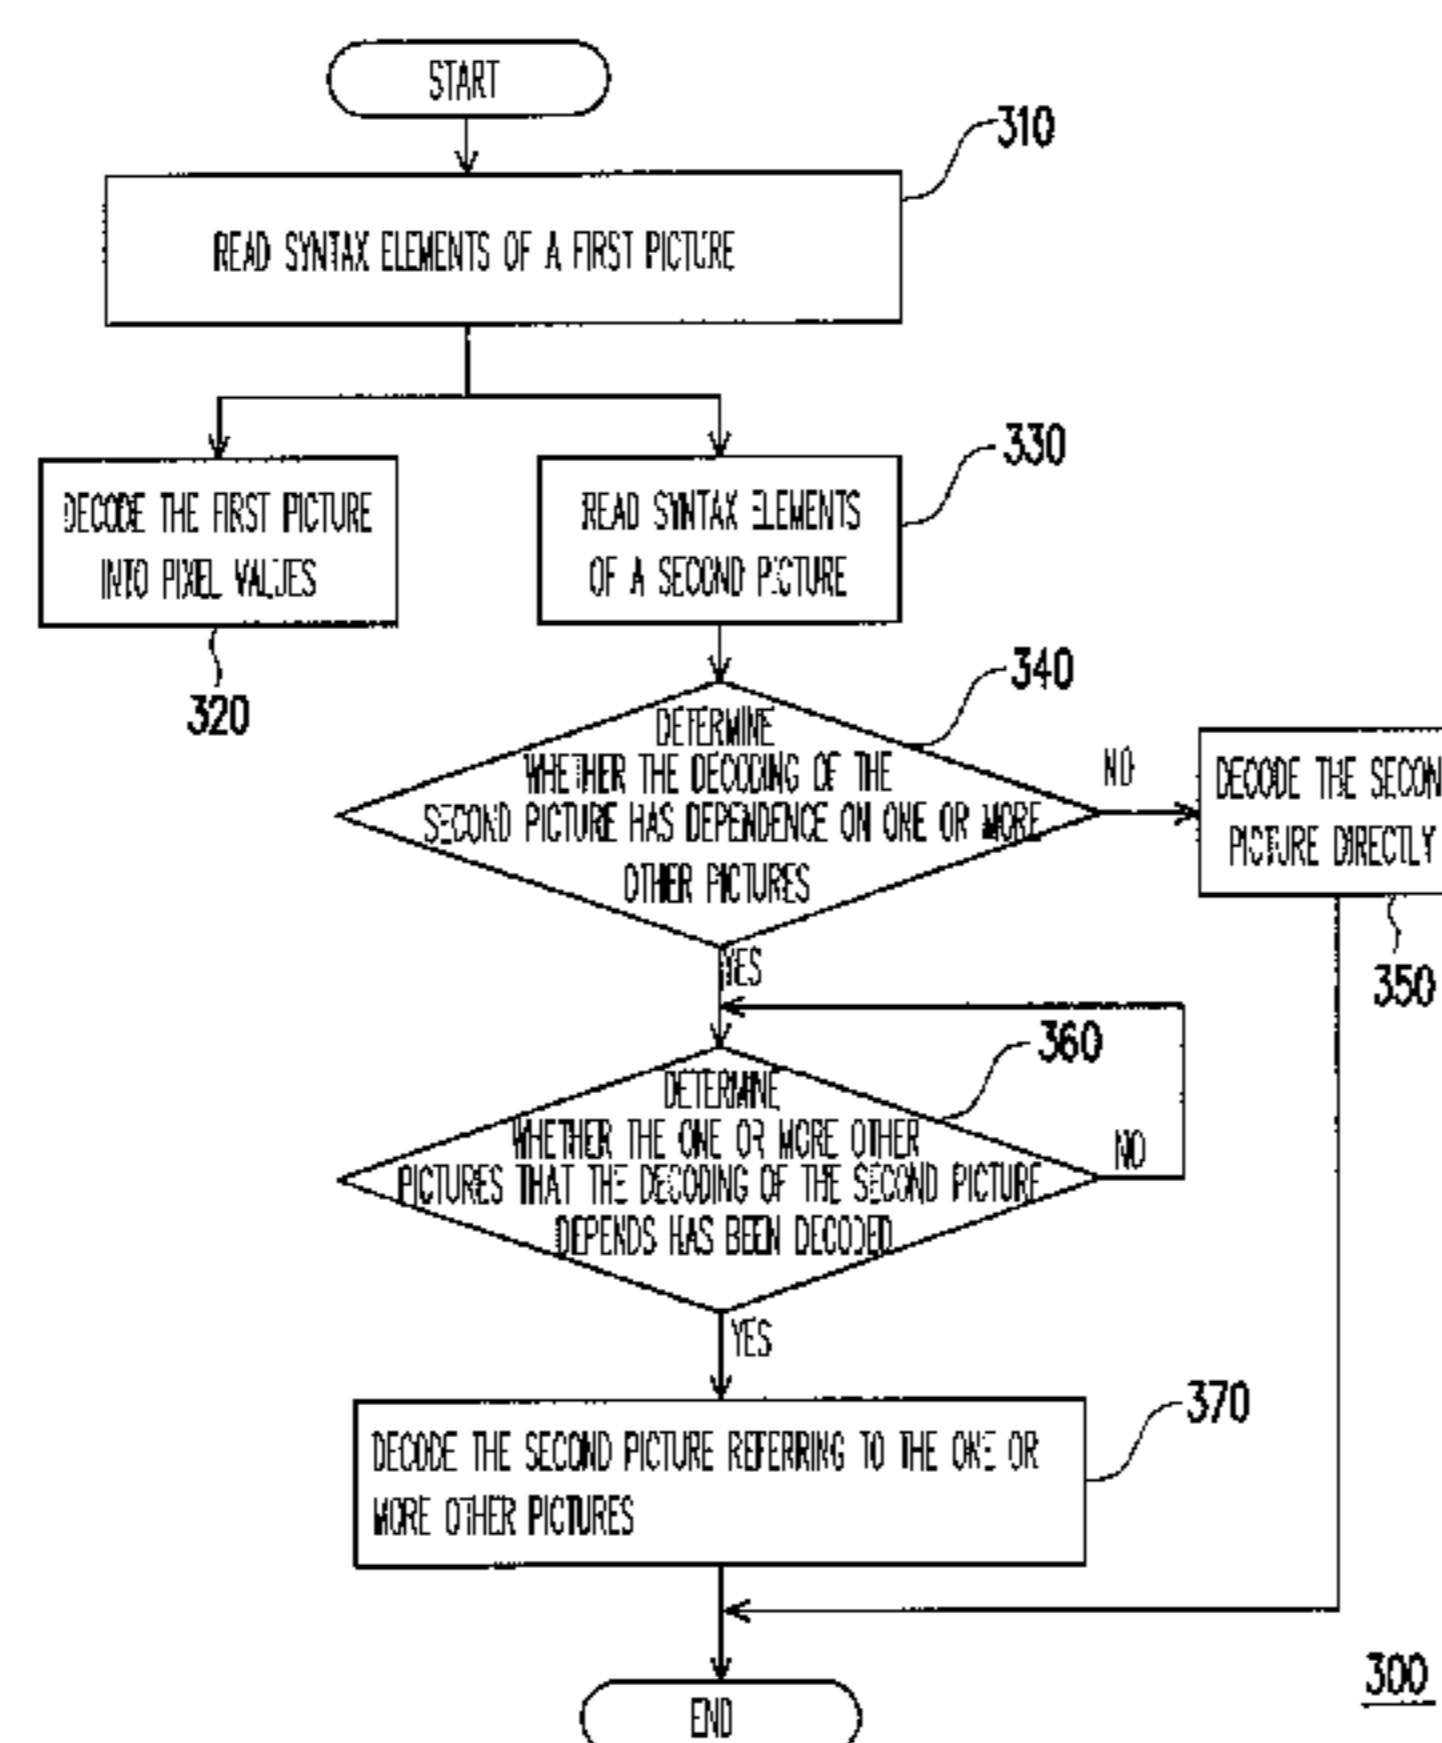 START
310
READ SYNTAX ELEMENTS OF A FIRST PICTURE
330
DECODE THE FIRST PICTURE
INTO PIXEL VALUES
READ SYNTAX ELEMENTS
OF A SECOND PICTURE
320
340
DETERMINE
WHETHER THE DECODING OF THE
SECOND PICTURE HAS DEPENDENCE ON ONE OR MORE
OTHER PICTURES
NO
DECODE THE SECON
PICTURE DIRECTLY
YES
350
360
DETERMINE
WHETHER THE ONE OR MORE OTHER
PICTURES THAT THE DECODING OF THE SECOND PICTURE
DEPENDS HAS BEEN DECODED
NO
YES
370
DECODE THE SECOND PICTURE REFERRING TO THE ONE OR
MORE OTHER PICTURES
300
END